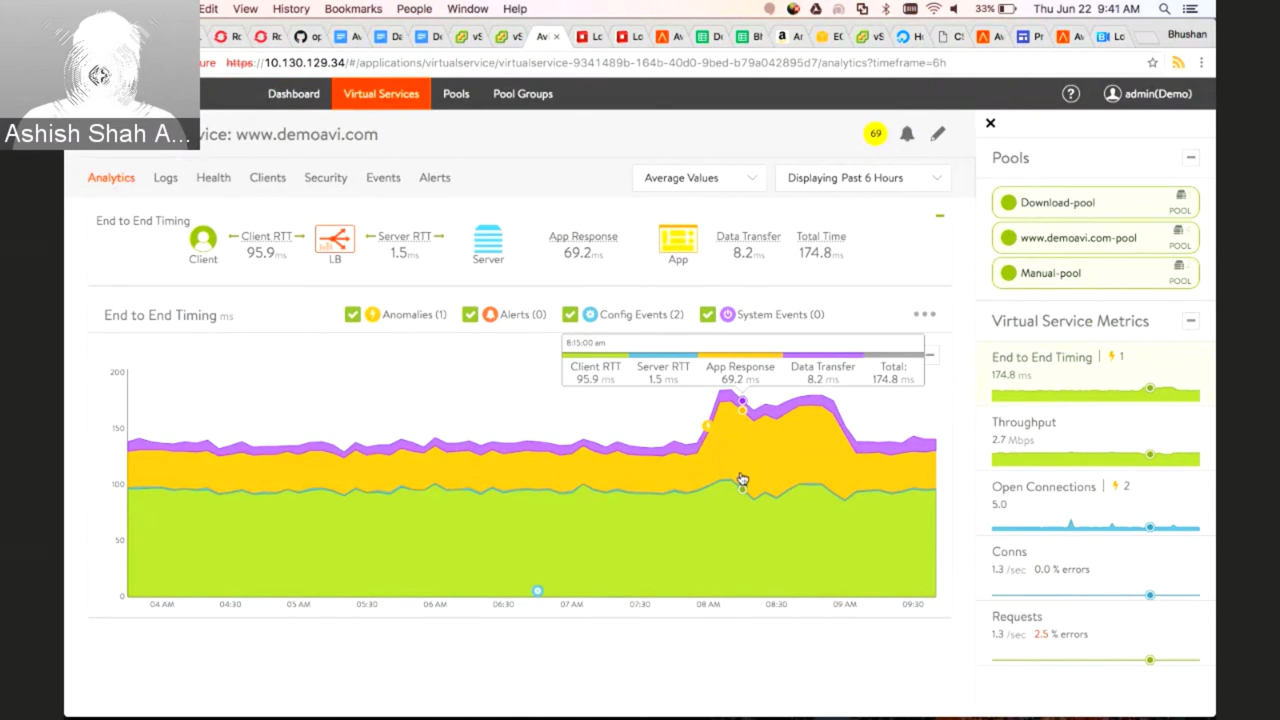 Edit View History Bookmarks People Window Help
33% Thu Jun 22 9:41 AM
Avi
Bhushan
https://10.130.129.34/#/applications/virtualservice/virtualservice-9341489b-164b-40d0-9bed-b79a042895d7/analytics?timeframe=6h
Ashish Shah A...
Dashboard Virtual Services Pools Pool Groups
? admin(Demo)
vice: www.demoavi.com
69
Analytics Logs Health Clients Security Events Alerts
Average Values Displaying Past 6 Hours
End to End Timing
Client RTT Server RTT App Response Data Transfer Total Time
95.9ms 1.5ms 69.2ms 8.2ms 174.8ms
Client LB Server App
End to End Timing ms
Anomalies (1) Alerts (0) Config Events (2) System Events (0)
8:15:00 am
Client RTT Server RTT App Response Data Transfer Total:
95.9 ms 1.5 ms 69.2 ms 8.2 ms 174.8 ms
200
150
100
50
0
04 AM 04:30 05 AM 05:30 06 AM 06:30 07 AM 07:30 08 AM 08:30 09 AM 09:30
Pools
Download-pool
POOL
www.demoavi.com-pool
POOL
Manual-pool
POOL
Virtual Service Metrics
End to End Timing 1
174.8 ms
Throughput
2.7 Mbps
Open Connections 2
5.0
Conns
1.3 /sec 0.0 % errors
Requests
1.3 /sec 2.5 % errors